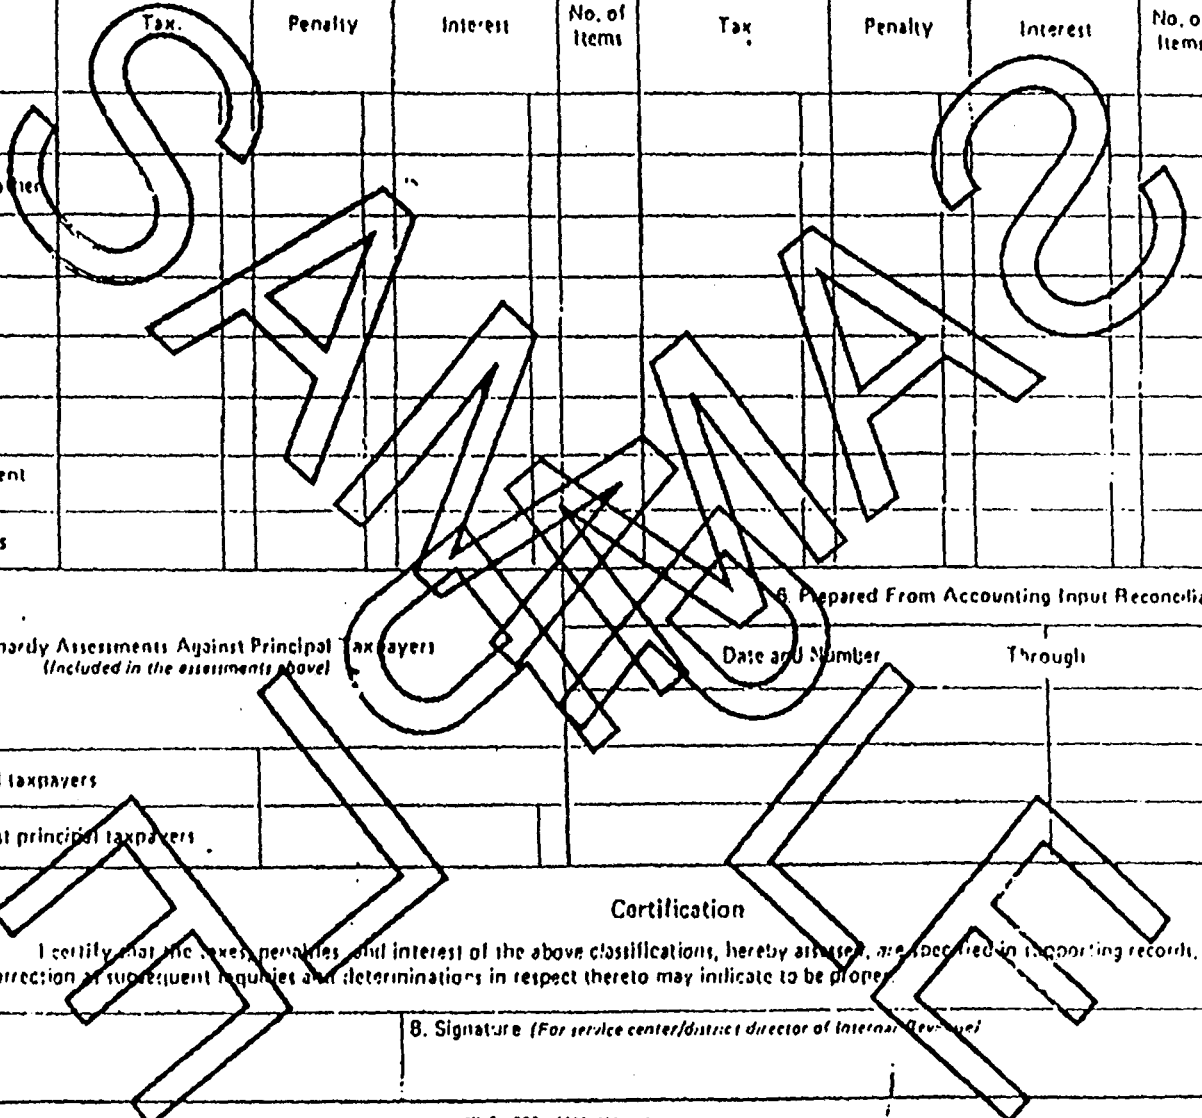 Tax. Penalty Interest No. of Items Tax Penalty Interest No. o Items
ent
s
6. Prepared From Accounting Input Reconcilia
ardy Assessments Against Principal Taxpayers
(Included in the assessments above)
Date and Number Through
taxpayers
st principal taxpayers
Certification
I certify that the taxes, penalties, and interest of the above classifications, hereby assessed, are specified in supporting records,
rrection as subsequent inquiries and determinations in respect thereto may indicate to be proper.
8. Signature (For service center/district director of Internal Revenue)
SAMPLE
SAMPLE